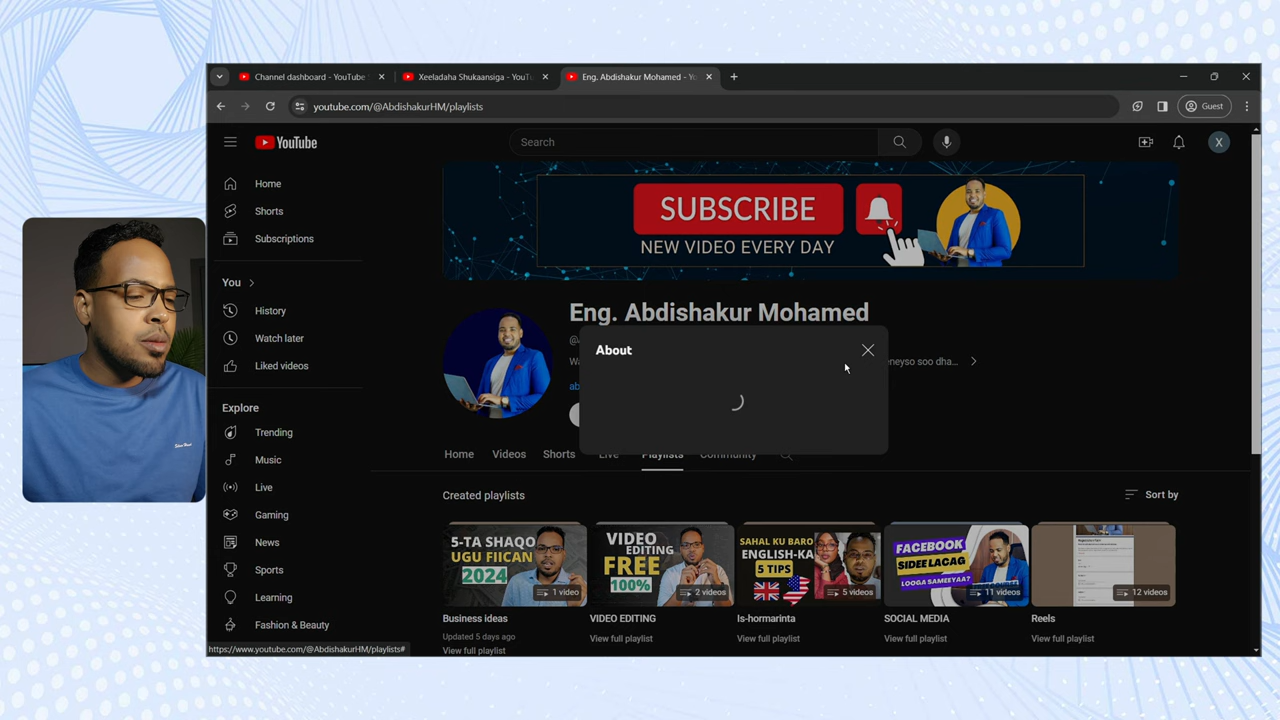 Channel dashboard - YouTube
Xeeladaha Shukaansiga - YouT
Eng. Abdishakur Mohamed - Yo
youtube.com/@AbdishakurHM/playlists
Guest
YouTube
Search
X
Home
Shorts
Subscriptions
You
History
Watch later
Liked videos
Explore
Trending
Music
Live
Gaming
News
Sports
Learning
Fashion & Beauty
SUBSCRIBE
NEW VIDEO EVERY DAY
Eng. Abdishakur Mohamed
About
eneyso soo dha...
Home Videos Shorts Live Playlists Community
Created playlists
Sort by
5-TA SHAQO
UGU FIICAN
2024
1 video
Business ideas
Updated 5 days ago
View full playlist
VIDEO
EDITING
FREE
100%
2 videos
VIDEO EDITING
View full playlist
SAHAL KU BARO
ENGLISH-KA
5 TIPS
5 videos
Is-hormarinta
View full playlist
FACEBOOK
SIDEE LACAG
LOOGA SAMEEYAA?
11 videos
SOCIAL MEDIA
View full playlist
12 videos
Reels
View full playlist
https://www.youtube.com/@AbdishakurHM/playlists#